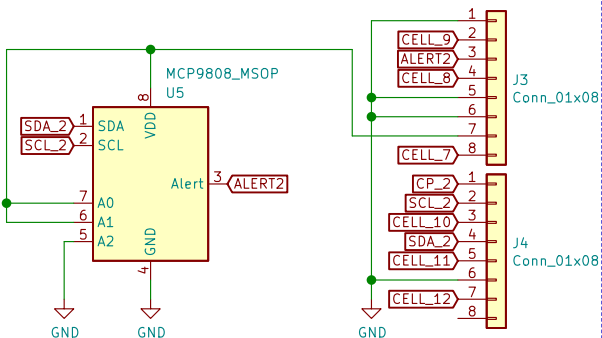 MCP9808_MSOP
U5
8
VDD
SDA_2 1 SDA
SCL_2 2 SCL
Alert 3 ALERT2
7 A0
6 A1
5 A2
GND
4
GND
GND
1
CELL_9 2
ALERT2 3
CELL_8 4
5
6
7
CELL_7 8
J3
Conn_01x08
CP_2 1
SCL_2 2
CELL_10 3
SDA_2 4
CELL_11 5
6
CELL_12 7
8
J4
Conn_01x08
GND